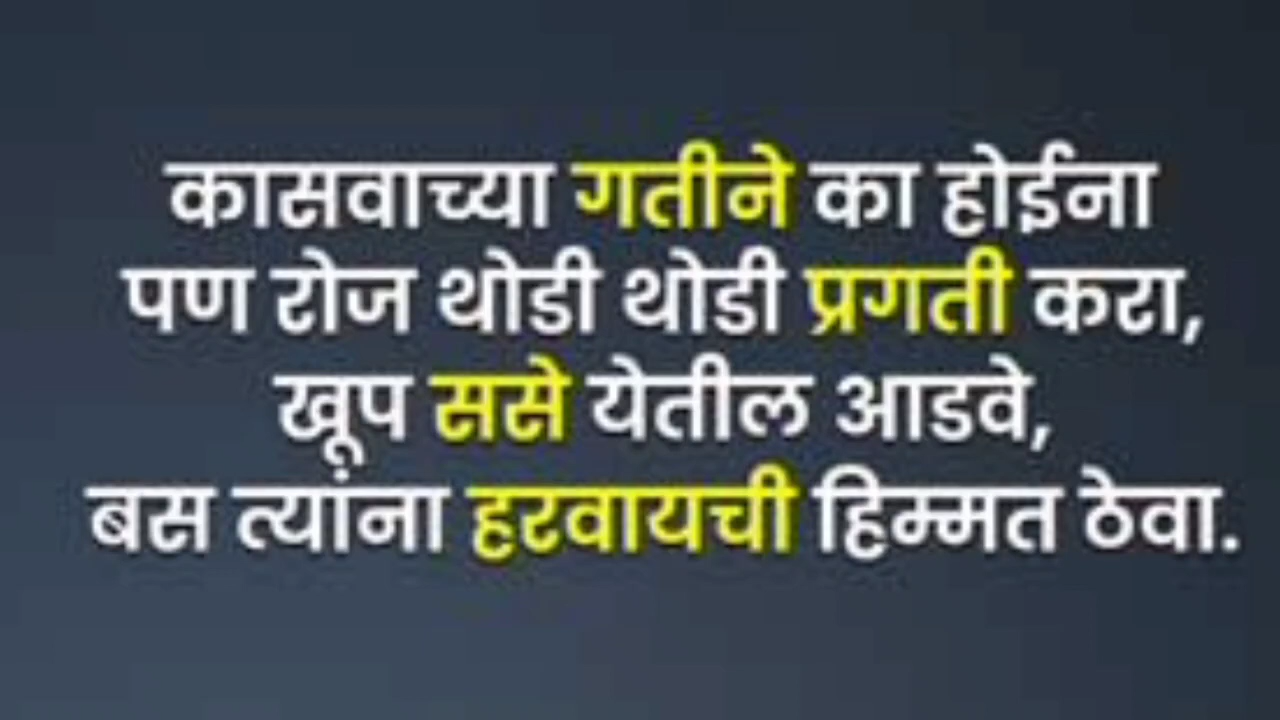 कासवाच्या गतीने का होईना
पण रोज थोडी थोडी प्रगती करा,
खूप ससे येतील आडवे,
बस त्यांना हरवायची हिम्मत ठेवा.